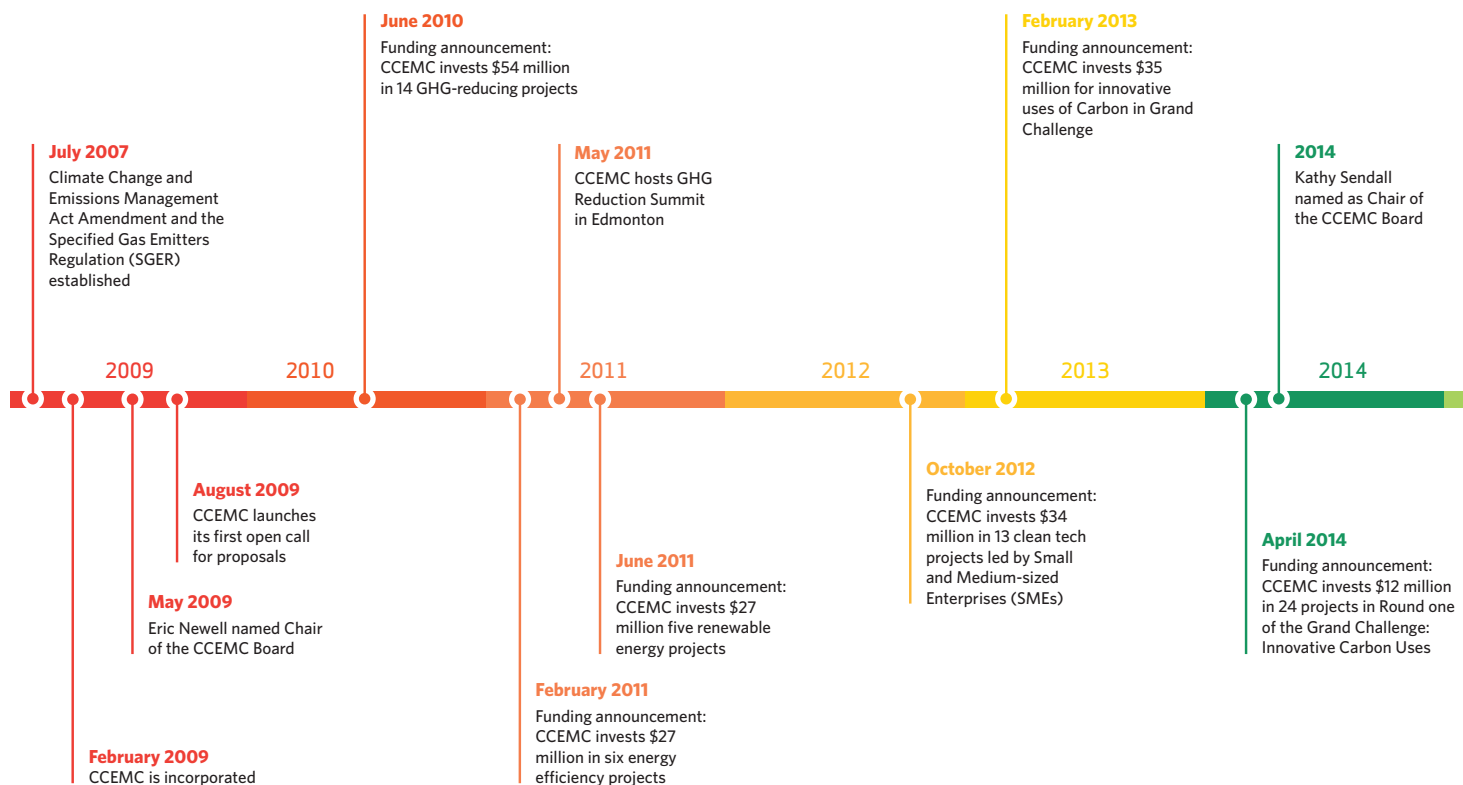 June 2010
Funding announcement:
CCEMC invests $54 million
in 14 GHG-reducing projects
February 2013
Funding announcement:
CCEMC invests $35
million for innovative
uses of Carbon in Grand
Challenge
July 2007
Climate Change and
Emissions Management
Act Amendment and the
Specified Gas Emitters
Regulation (SGER)
established
May 2011
CCEMC hosts GHG
Reduction Summit
in Edmonton
2014
Kathy Sendall
named as Chair of
the CCEMC Board
2009
2010
2011
2012
2013
2014
August 2009
CCEMC launches
its first open call
for proposals
May 2009
Eric Newell named Chair
of the CCEMC Board
February 2009
CCEMC is incorporated
June 2011
Funding announcement:
CCEMC invests $27
million five renewable
energy projects
February 2011
Funding announcement:
CCEMC invests $27
million in six energy
efficiency projects
October 2012
Funding announcement:
CCEMC invests $34
million in 13 clean tech
projects led by Small
and Medium-sized
Enterprises (SMEs)
April 2014
Funding announcement:
CCEMC invests $12 million
in 24 projects in Round one
of the Grand Challenge:
Innovative Carbon Uses